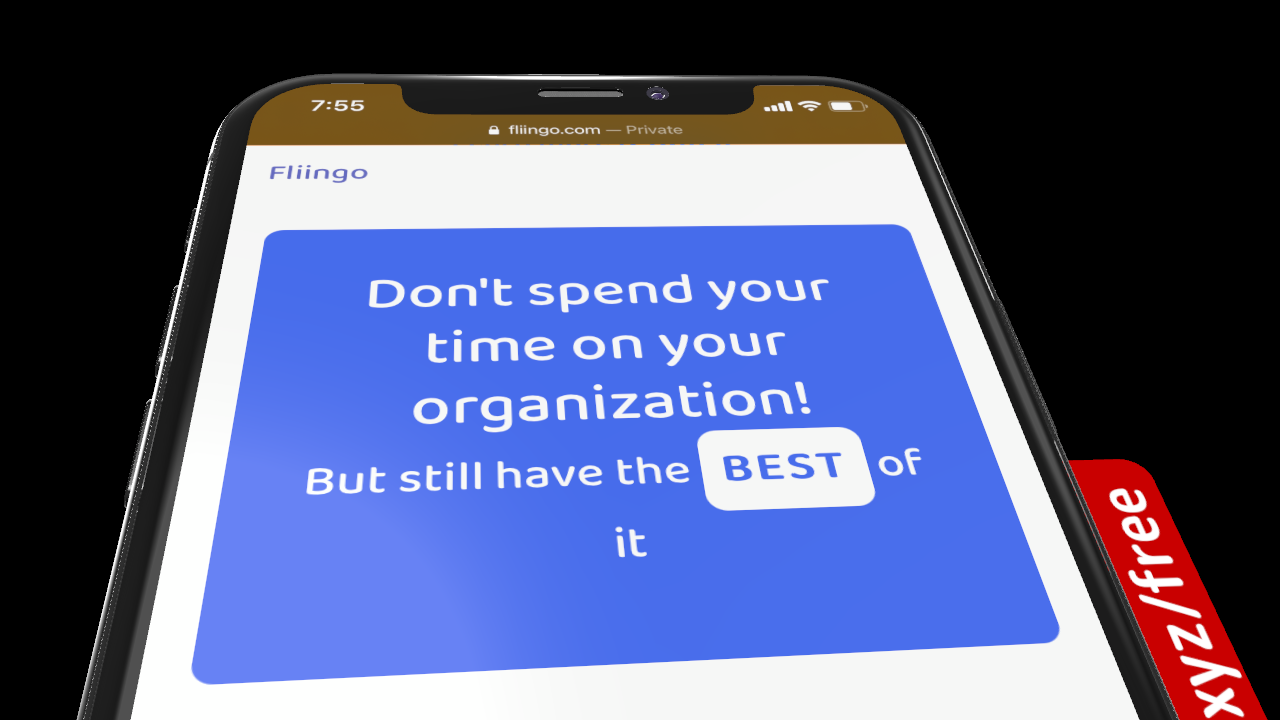 7:55
fliingo.com — Private
Fliingo
Don't spend your
time on your
organization!
But still have the BEST of
it
xyz/free